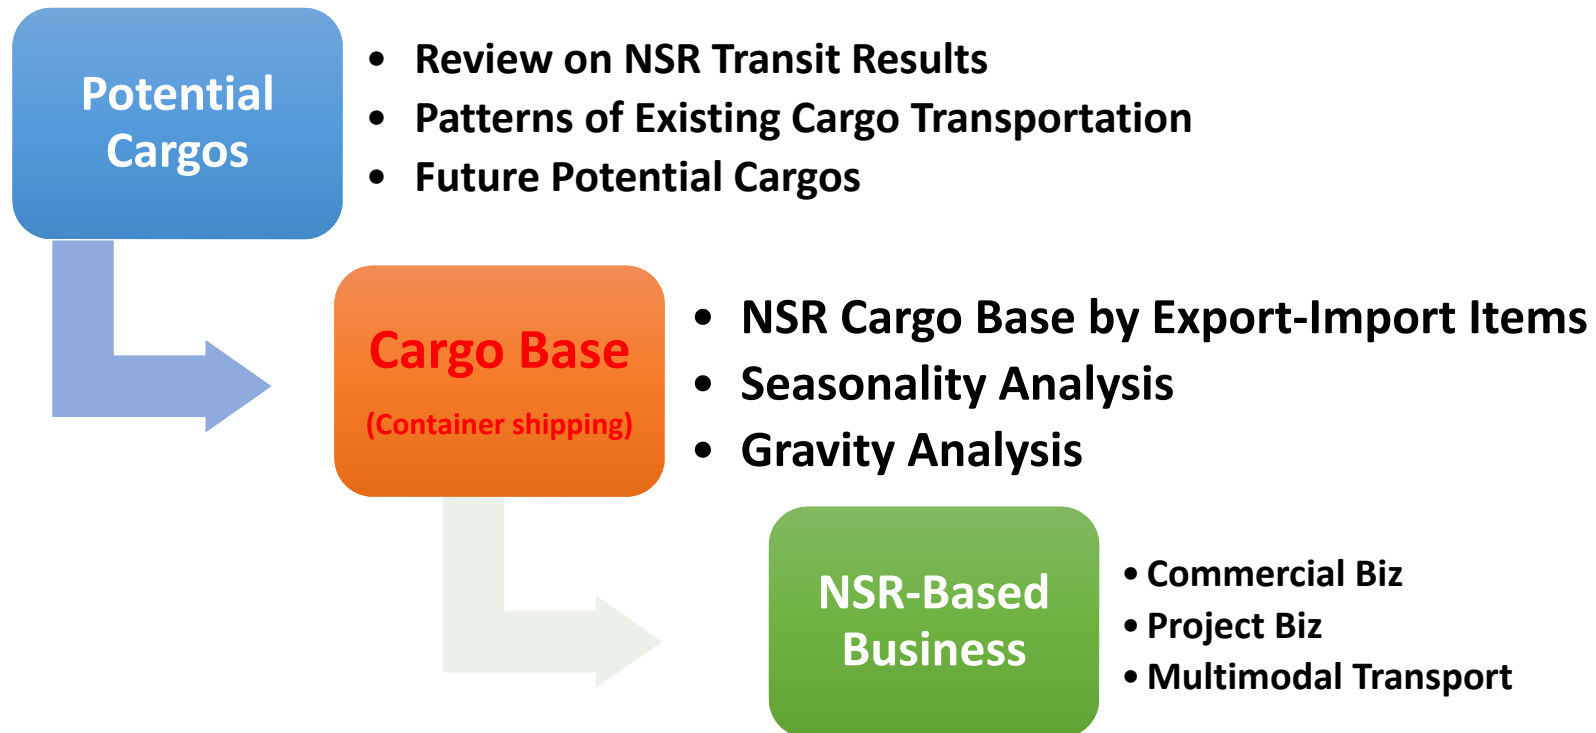 Potential
Cargos
• Review on NSR Transit Results
• Patterns of Existing Cargo Transportation
• Future Potential Cargos
Cargo Base
(Container shipping)
• NSR Cargo Base by Export-Import Items
• Seasonality Analysis
• Gravity Analysis
NSR-Based
Business
• Commercial Biz
• Project Biz
• Multimodal Transport